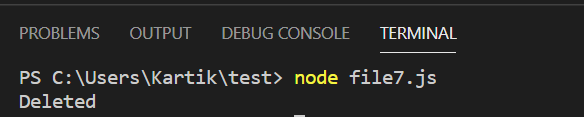 PROBLEMS OUTPUT DEBUG CONSOLE TERMINAL
PS C:\Users\Kartik\test> node file7.js
Deleted